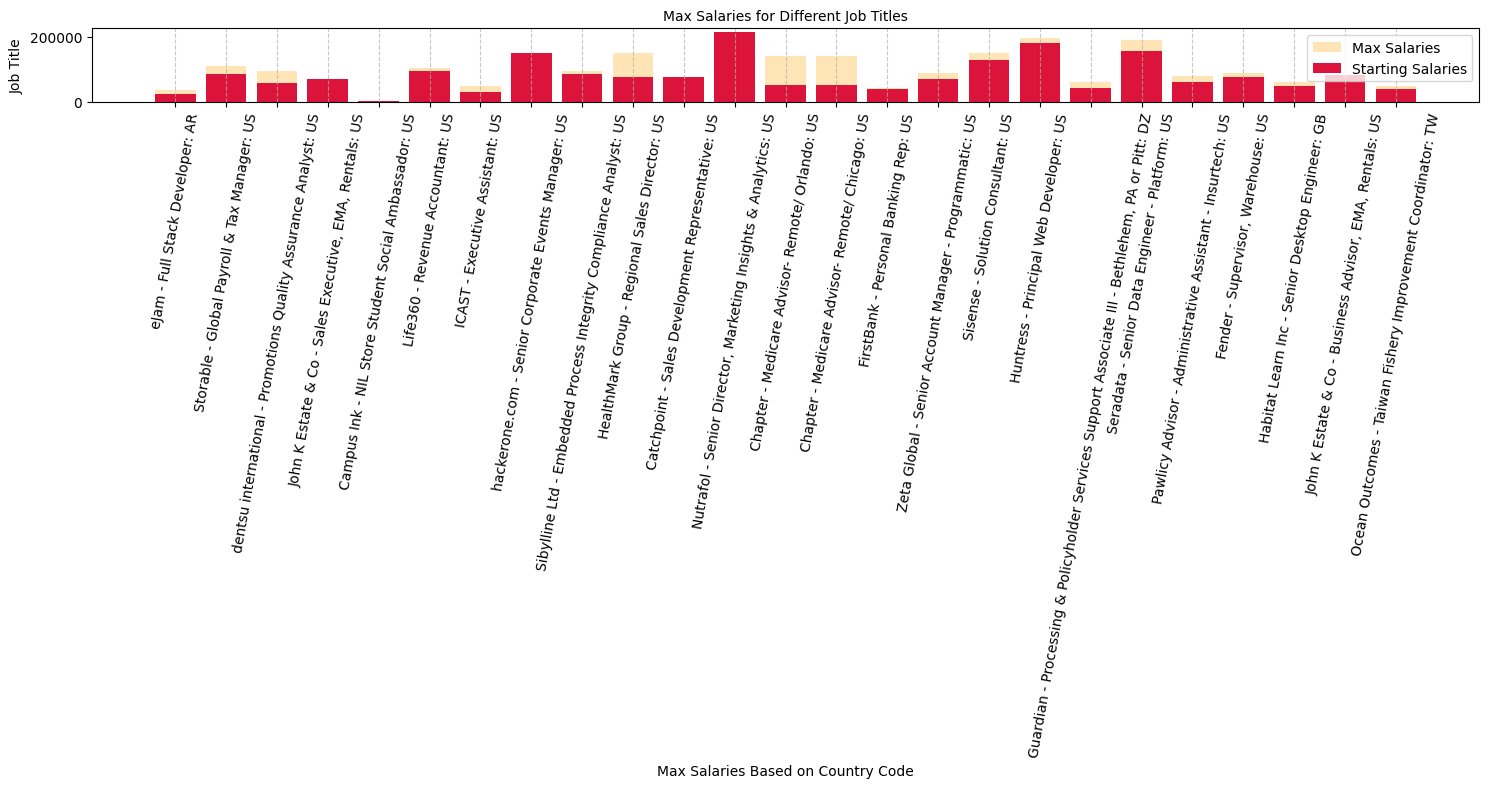 Max Salaries for Different Job Titles
Job Title
200000
0
Max Salaries
Starting Salaries
eJam - Full Stack Developer: AR
Storable - Global Payroll & Tax Manager: US
dentsu international - Promotions Quality Assurance Analyst: US
John K Estate & Co - Sales Executive, EMA, Rentals: US
Campus Ink - NIL Store Student Social Ambassador: US
Life360 - Revenue Accountant: US
ICAST - Executive Assistant: US
hackerone.com - Senior Corporate Events Manager: US
Sibylline Ltd - Embedded Process Integrity Compliance Analyst: US
HealthMark Group - Regional Sales Director: US
Catchpoint - Sales Development Representative: US
Nutrafol - Senior Director, Marketing Insights & Analytics: US
Chapter - Medicare Advisor- Remote/ Orlando: US
Chapter - Medicare Advisor- Remote/ Chicago: US
FirstBank - Personal Banking Rep: US
Zeta Global - Senior Account Manager - Programmatic: US
Sisense - Solution Consultant: US
Huntress - Principal Web Developer: US
Guardian - Processing & Policyholder Services Support Associate III - Bethlehem, PA or Pitt: DZ
Seradata - Senior Data Engineer - Platform: US
Pawlicy Advisor - Administrative Assistant - Insurtech: US
Fender - Supervisor, Warehouse: US
Habitat Learn Inc - Senior Desktop Engineer: GB
John K Estate & Co - Business Advisor, EMA, Rentals: US
Ocean Outcomes - Taiwan Fishery Improvement Coordinator: TW
Max Salaries Based on Country Code